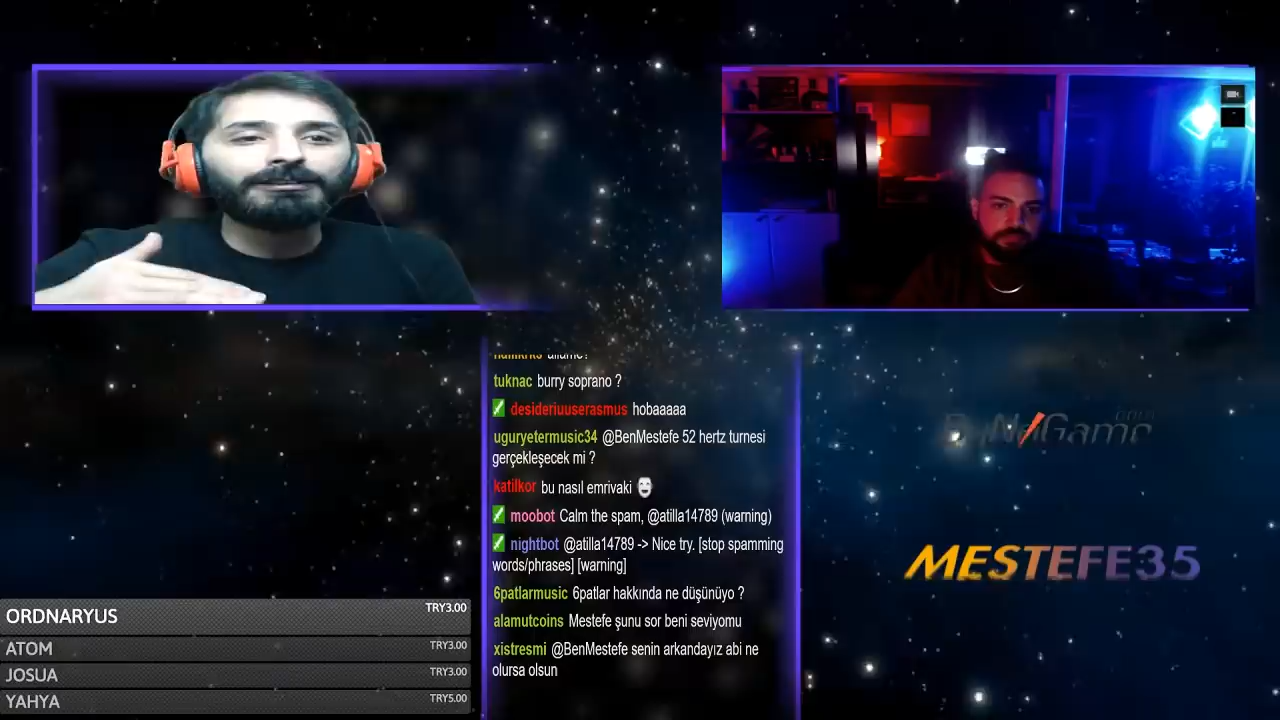 tuknac burry soprano ?
desideriuuserasmus hobaaaaa
uguryetermusic34 @BenMestefe 52 hertz turnesi
gerçekleşecek mi ?
katilkor bu nasıl emrivaki
moobot Calm the spam, @atilla14789 (warning)
nightbot @atilla14789 -> Nice try. [stop spamming
words/phrases] [warning]
6patlarmusic 6patlar hakkında ne düşünüyo ?
alamutcoins Mestefe şunu sor beni seviyomu
xistresmi @BenMestefe senin arkandayız abi ne
olursa olsun
MESTEFE35
ORDNARYUS TRY3.00
ATOM TRY3.00
JOSUA TRY3.00
YAHYA TRY5.00